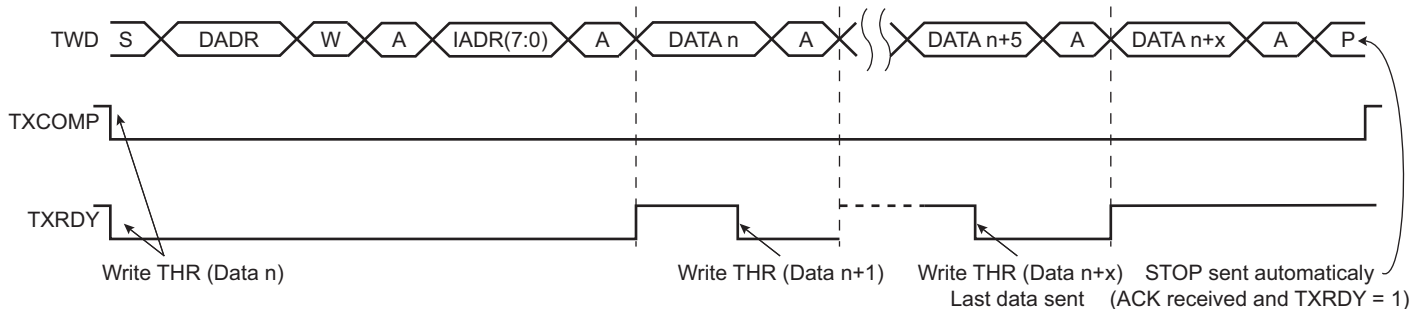 TWD S DADR W A IADR(7:0) A DATA n A DATA n+5 A DATA n+x A P
TXCOMP
TXRDY
Write THR (Data n) Write THR (Data n+1) Write THR (Data n+x) STOP sent automaticaly
Last data sent (ACK received and TXRDY = 1)